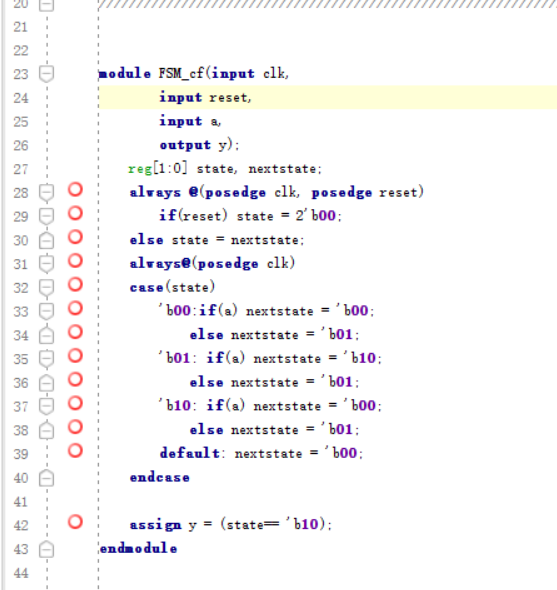 20 //////////////////////////////////////////////////////////////////////////////////
21
22
23 module FSM_cf(input clk,
24 input reset,
25 input a,
26 output y);
27 reg[1:0] state, nextstate;
28 always @(posedge clk, posedge reset)
29 if(reset) state = 2'b00;
30 else state = nextstate;
31 always@(posedge clk)
32 case(state)
33 'b00:if(a) nextstate = 'b00;
34 else nextstate = 'b01;
35 'b01: if(a) nextstate = 'b10;
36 else nextstate = 'b01;
37 'b10: if(a) nextstate = 'b00;
38 else nextstate = 'b01;
39 default: nextstate = 'b00;
40 endcase
41
42 assign y = (state== 'b10);
43 endmodule
44